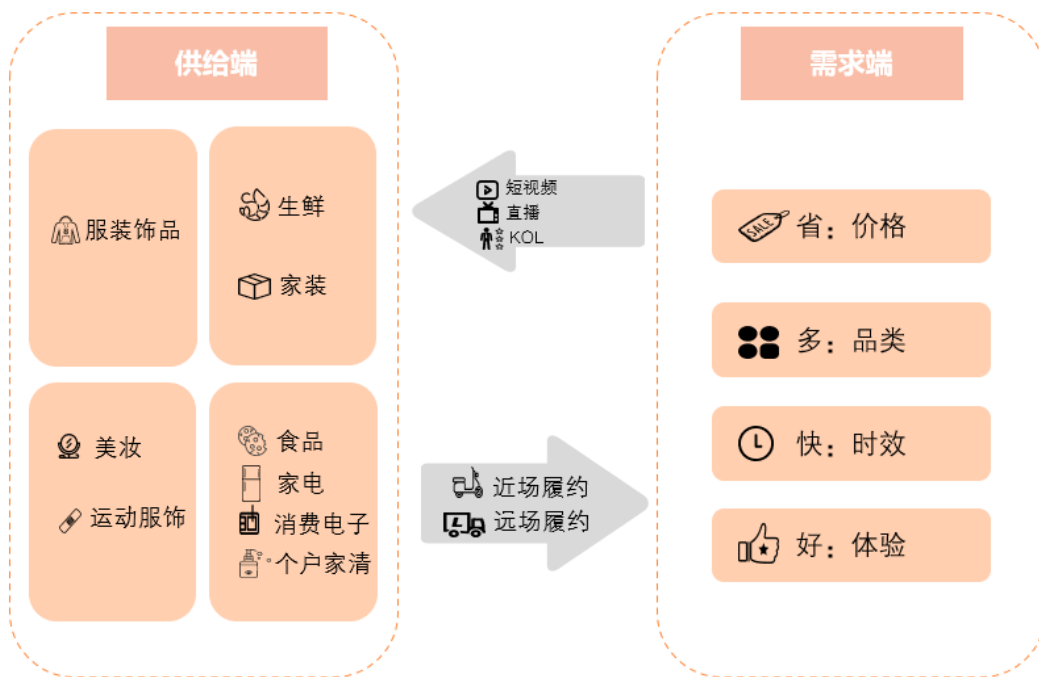 供给端
服装饰品
生鲜
家装
美妆
运动服饰
食品
家电
消费电子
个户家清
短视频
直播
KOL
近场履约
远场履约
需求端
SALE
省：价格
多：品类
快：时效
好：体验